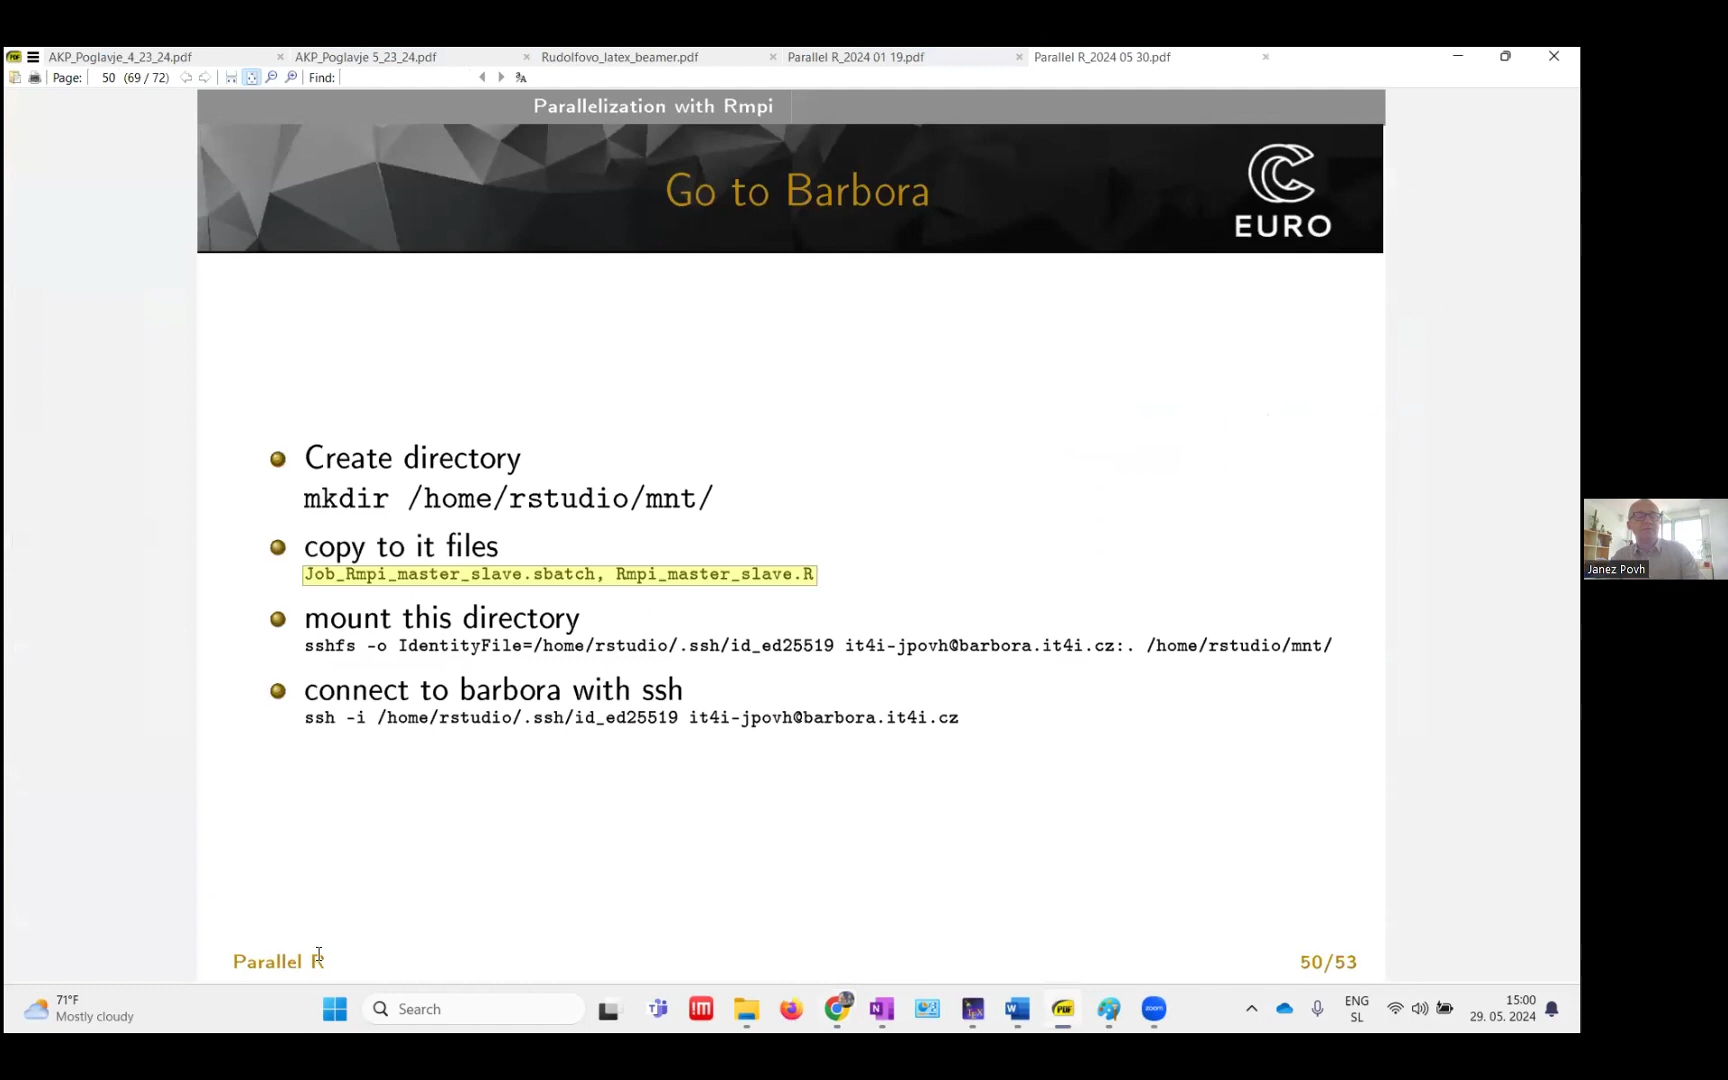 AKP_Poglavje_4_23_24.pdf
AKP_Poglavje 5_23_24.pdf
Rudolfovo_latex_beamer.pdf
Parallel R_2024 01 19.pdf
Parallel R_2024 05 30.pdf
Page: 50 (69 / 72) Find:
Parallelization with Rmpi
Go to Barbora
EURO
Create directory
mkdir /home/rstudio/mnt/
copy to it files
Job_Rmpi_master_slave.sbatch, Rmpi_master_slave.R
mount this directory
sshfs -o IdentityFile=/home/rstudio/.ssh/id_ed25519 it4i-jpovh@barbora.it4i.cz:. /home/rstudio/mnt/
connect to barbora with ssh
ssh -i /home/rstudio/.ssh/id_ed25519 it4i-jpovh@barbora.it4i.cz
Janez Povh
Parallel R
50/53
71°F
Mostly cloudy
Search
ENG
SL
15:00
29. 05. 2024